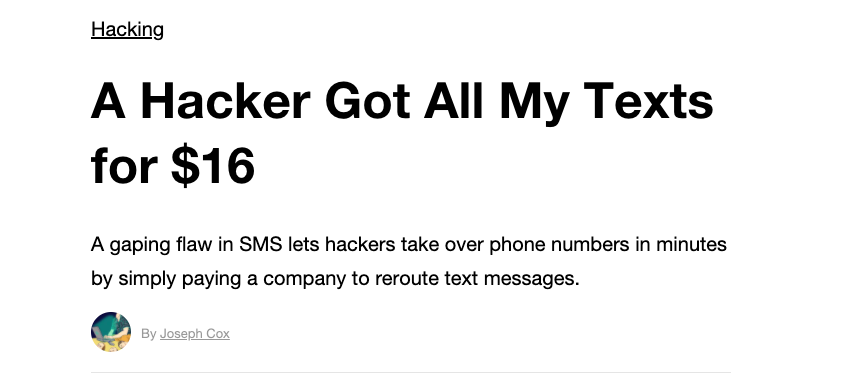 Hacking
A Hacker Got All My Texts
for $16
A gaping flaw in SMS lets hackers take over phone numbers in minutes
by simply paying a company to reroute text messages.
By Joseph Cox